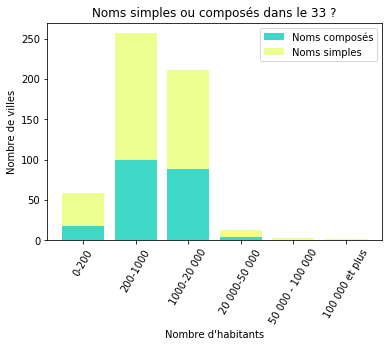 Noms simples ou composés dans le 33 ?
Noms composés
Noms simples
Nombre de villes
250
200
150
100
50
0
0-200
200-1000
1000-20 000
20 000-50 000
50 000 - 100 000
100 000 et plus
Nombre d'habitants